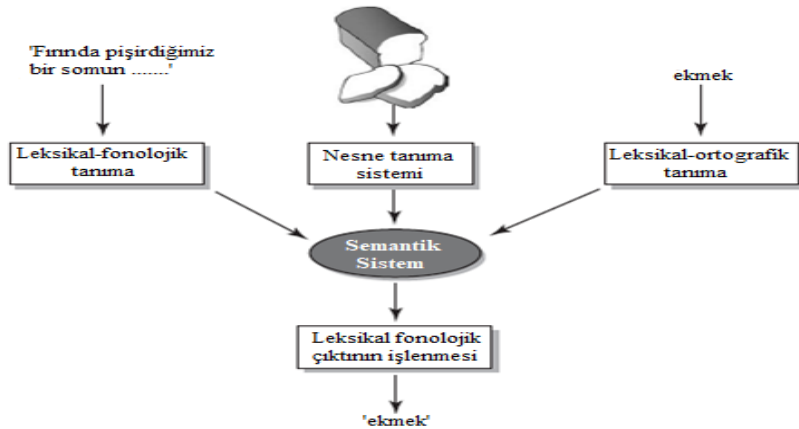 'Fırında pişirdiğimiz
bir somun .......'
ekmek
Leksikal-fonolojik
tanıma
Nesne tanıma
sistemi
Leksikal-ortografik
tanıma
Semantik
Sistem
Leksikal fonolojik
çıktının işlenmesi
'ekmek'